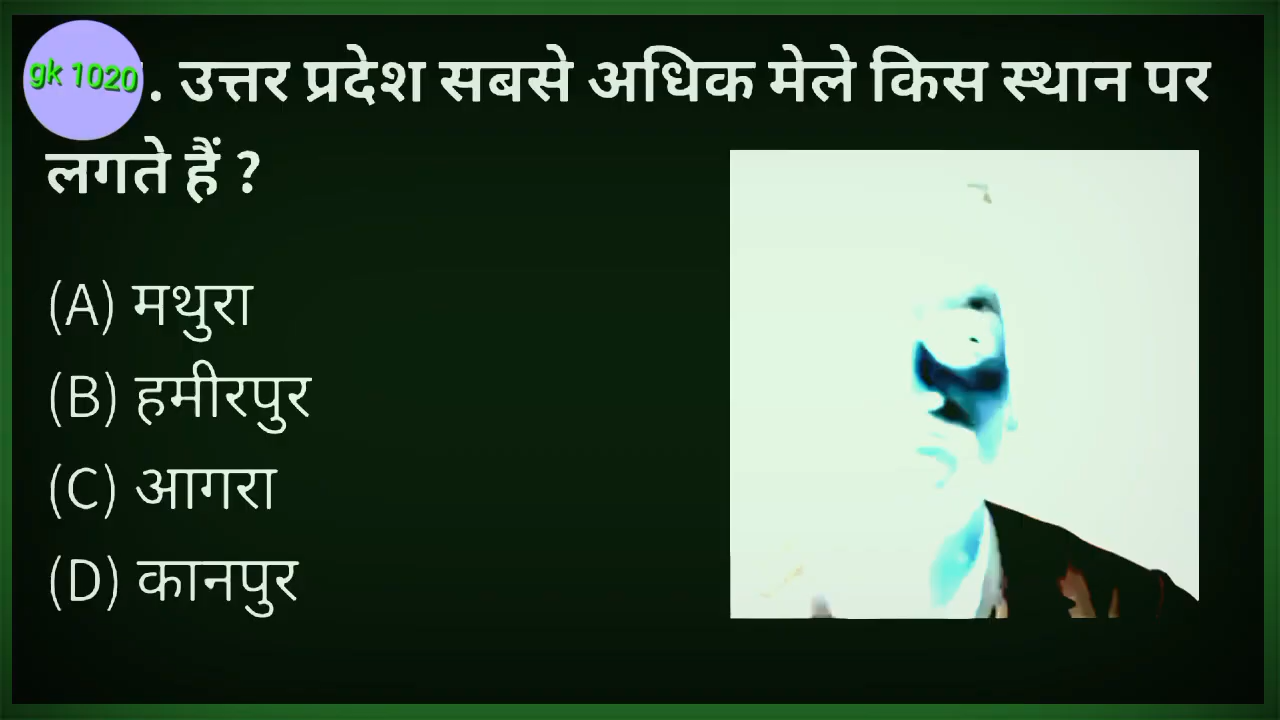 gk 1020
. उत्तर प्रदेश सबसे अधिक मेले किस स्थान पर
लगते हैं ?
(A) मथुरा
(B) हमीरपुर
(C) आगरा
(D) कानपुर